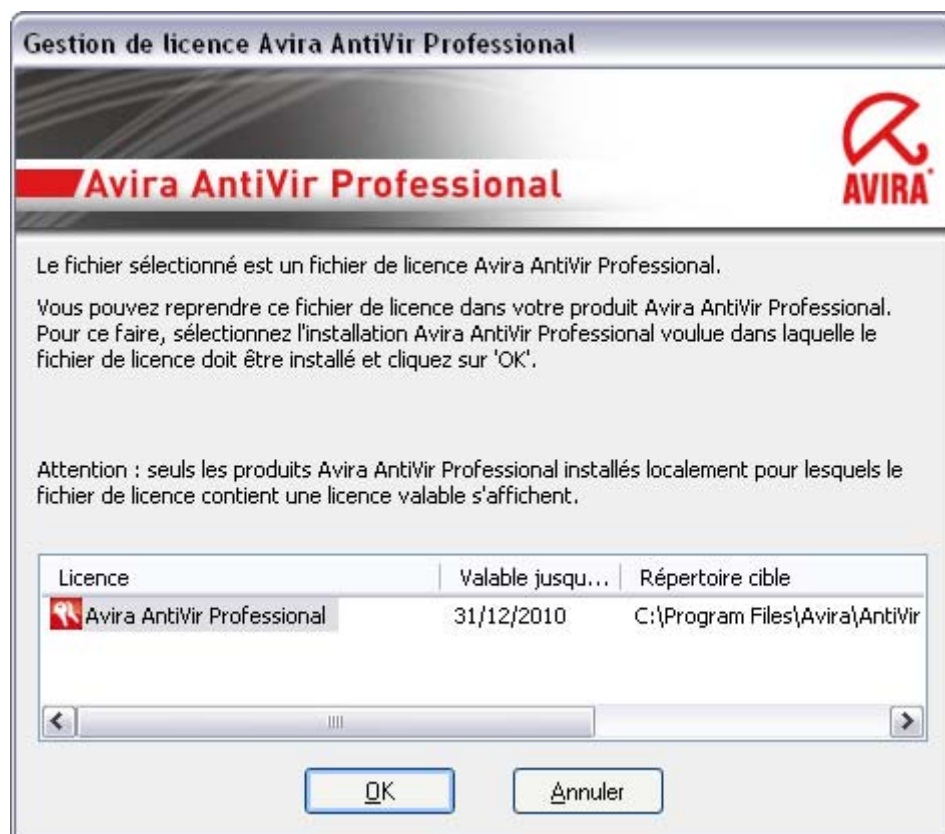 Gestion de licence Avira AntiVir Professional
Avira AntiVir Professional
AVIRA
Le fichier sélectionné est un fichier de licence Avira AntiVir Professional.
Vous pouvez reprendre ce fichier de licence dans votre produit Avira AntiVir Professional.
Pour ce faire, sélectionnez l'installation Avira AntiVir Professional voulue dans laquelle le
fichier de licence doit être installé et cliquez sur 'OK'.
Attention : seuls les produits Avira AntiVir Professional installés localement pour lesquels le
fichier de licence contient une licence valable s'affichent.
Licence Valable jusqu... Répertoire cible
Avira AntiVir Professional 31/12/2010 C:\Program Files\Avira\AntiVir
OK Annuler